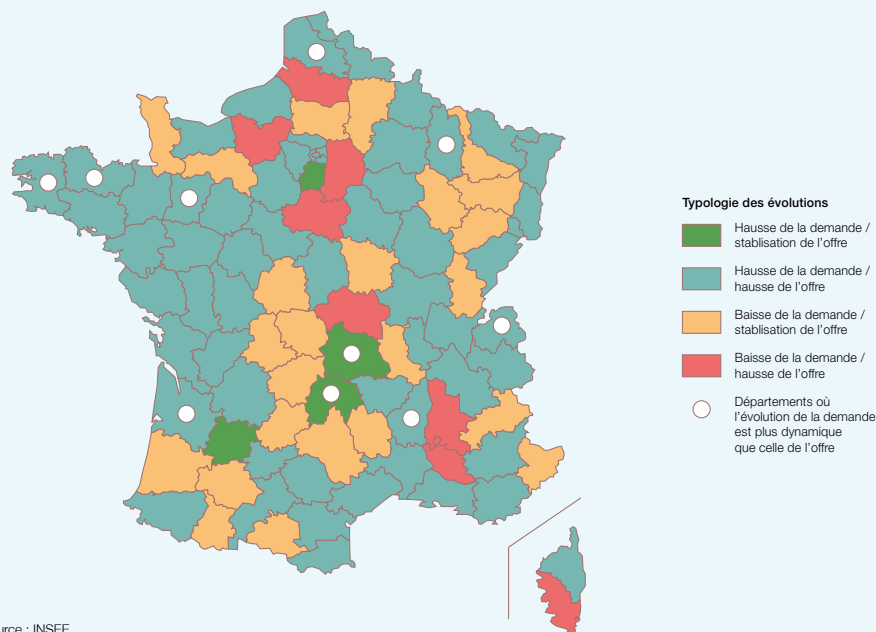 Typologie des évolutions
Hausse de la demande /
stablisation de l'offre
Hausse de la demande /
hausse de l'offre
Baisse de la demande /
stablisation de l'offre
Baisse de la demande /
hausse de l'offre
Départements où
l'évolution de la demande
est plus dynamique
que celle de l'offre
urce : INSEE